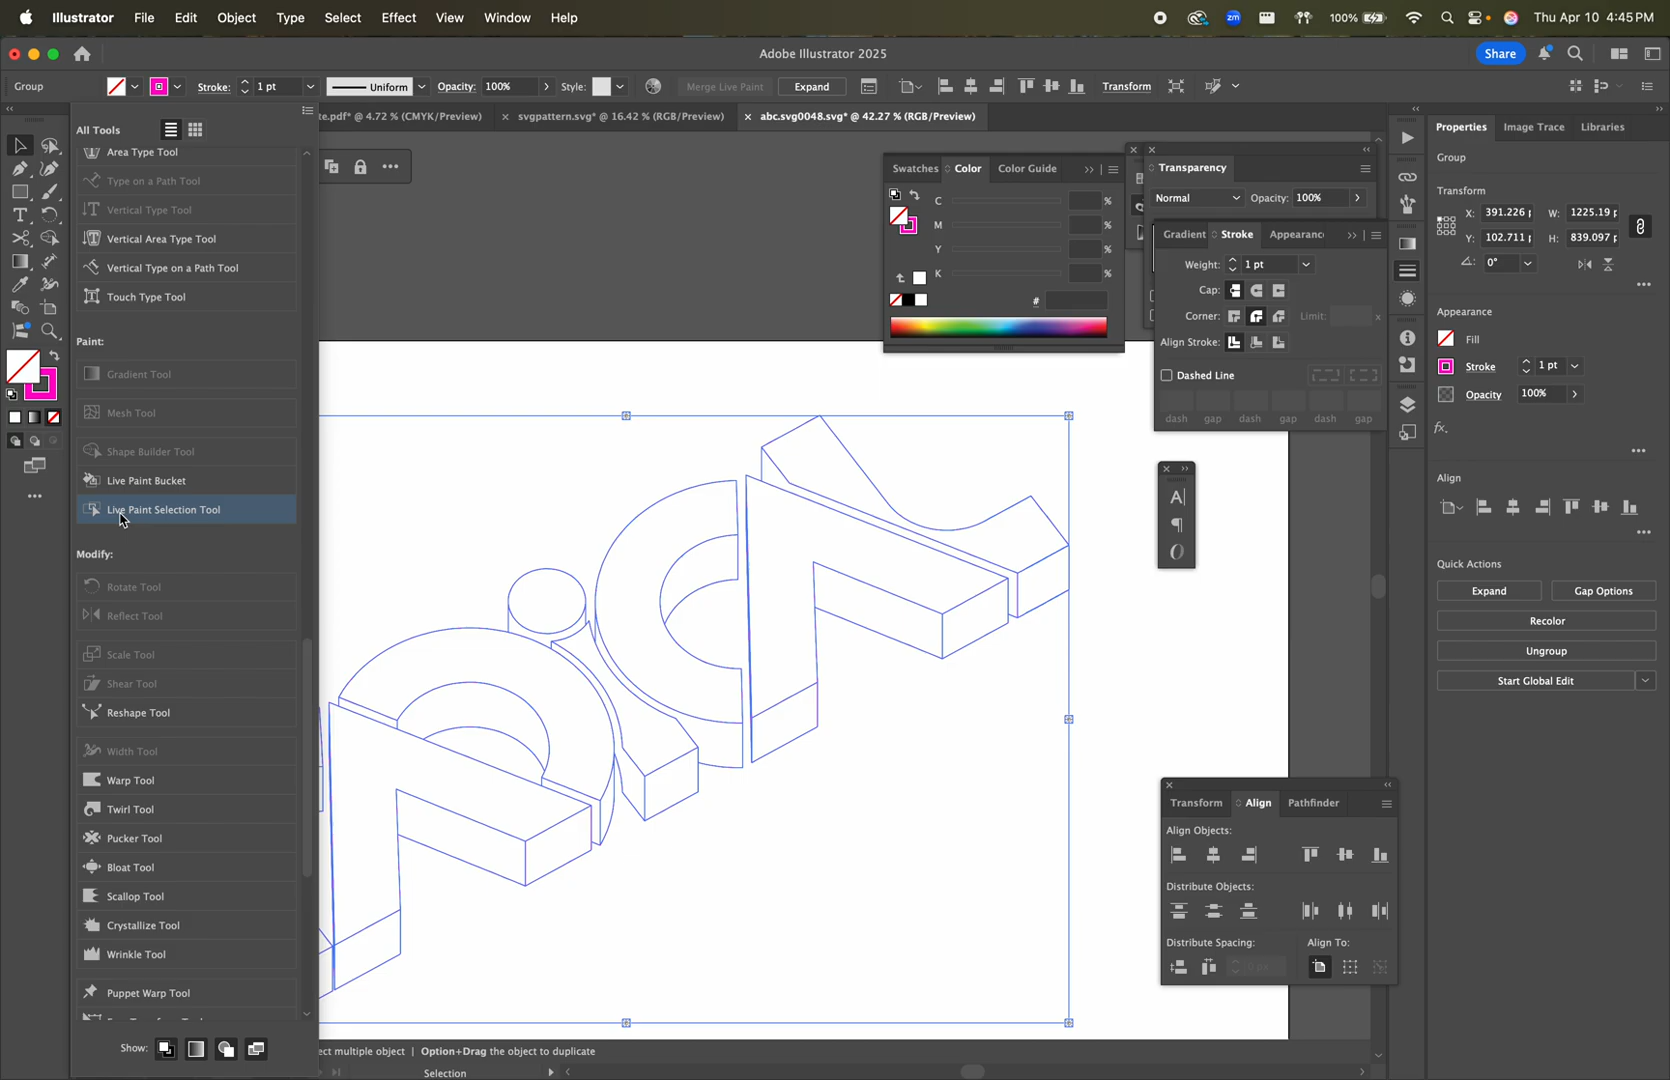 Illustrator File Edit Object Type Select Effect View Window Help
zm 100% Thu Apr 10 4:45 PM
Adobe Illustrator 2025
Share
Group Stroke: 1 pt Uniform Opacity: 100% Style: Merge Live Paint Expand Transform
te.pdf* @ 4.72 % (CMYK/Preview) × svgpattern.svg* @ 16.42 % (RGB/Preview) × abc.svg0048.svg* @ 42.27 % (RGB/Preview)
All Tools
Area Type Tool
Type on a Path Tool
Vertical Type Tool
Vertical Area Type Tool
Vertical Type on a Path Tool
Touch Type Tool
Paint:
Gradient Tool
Mesh Tool
Shape Builder Tool
Live Paint Bucket
Live Paint Selection Tool
Modify:
Rotate Tool
Reflect Tool
Scale Tool
Shear Tool
Reshape Tool
Width Tool
Warp Tool
Twirl Tool
Pucker Tool
Bloat Tool
Scallop Tool
Crystallize Tool
Wrinkle Tool
Puppet Warp Tool
Show:
ect multiple object | Option+Drag the object to duplicate
Selection
Swatches Color Color Guide
C %
M %
Y %
K %
#
Transparency
Normal Opacity: 100%
Gradient Stroke Appearanc
Weight: 1 pt
Cap:
Corner: Limit: x
Align Stroke:
Dashed Line
dash gap dash gap dash gap
Transform Align Pathfinder
Align Objects:
Distribute Objects:
Distribute Spacing: Align To:
0 px
Properties Image Trace Libraries
Group
Transform
X: 391.226 p W: 1225.19 p
Y: 102.711 p H: 839.097 p
0°
Appearance
Fill
Stroke 1 pt
Opacity 100%
fx.
Align
Quick Actions
Expand Gap Options
Recolor
Ungroup
Start Global Edit